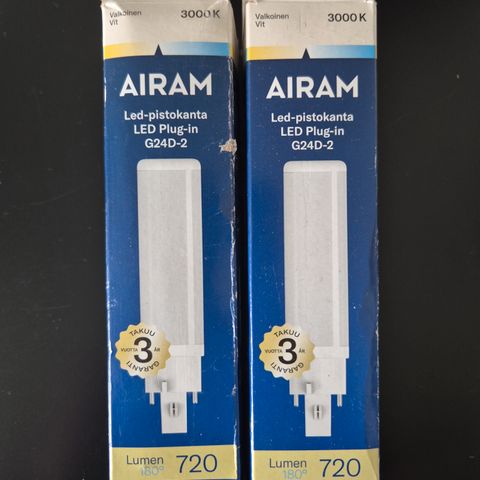 Valkoinen
Vit
3000 K
AIRAM
Led-pistokanta
LED Plug-in
G24D-2
TAKUU
VUOTTA 3 ÅR
GARANTI
Lumen 720
180°
Valkoinen
Vit
3000 K
AIRAM
Led-pistokanta
LED Plug-in
G24D-2
TAKUU
VUOTTA 3 ÅR
GARANTI
Lumen 720
180°